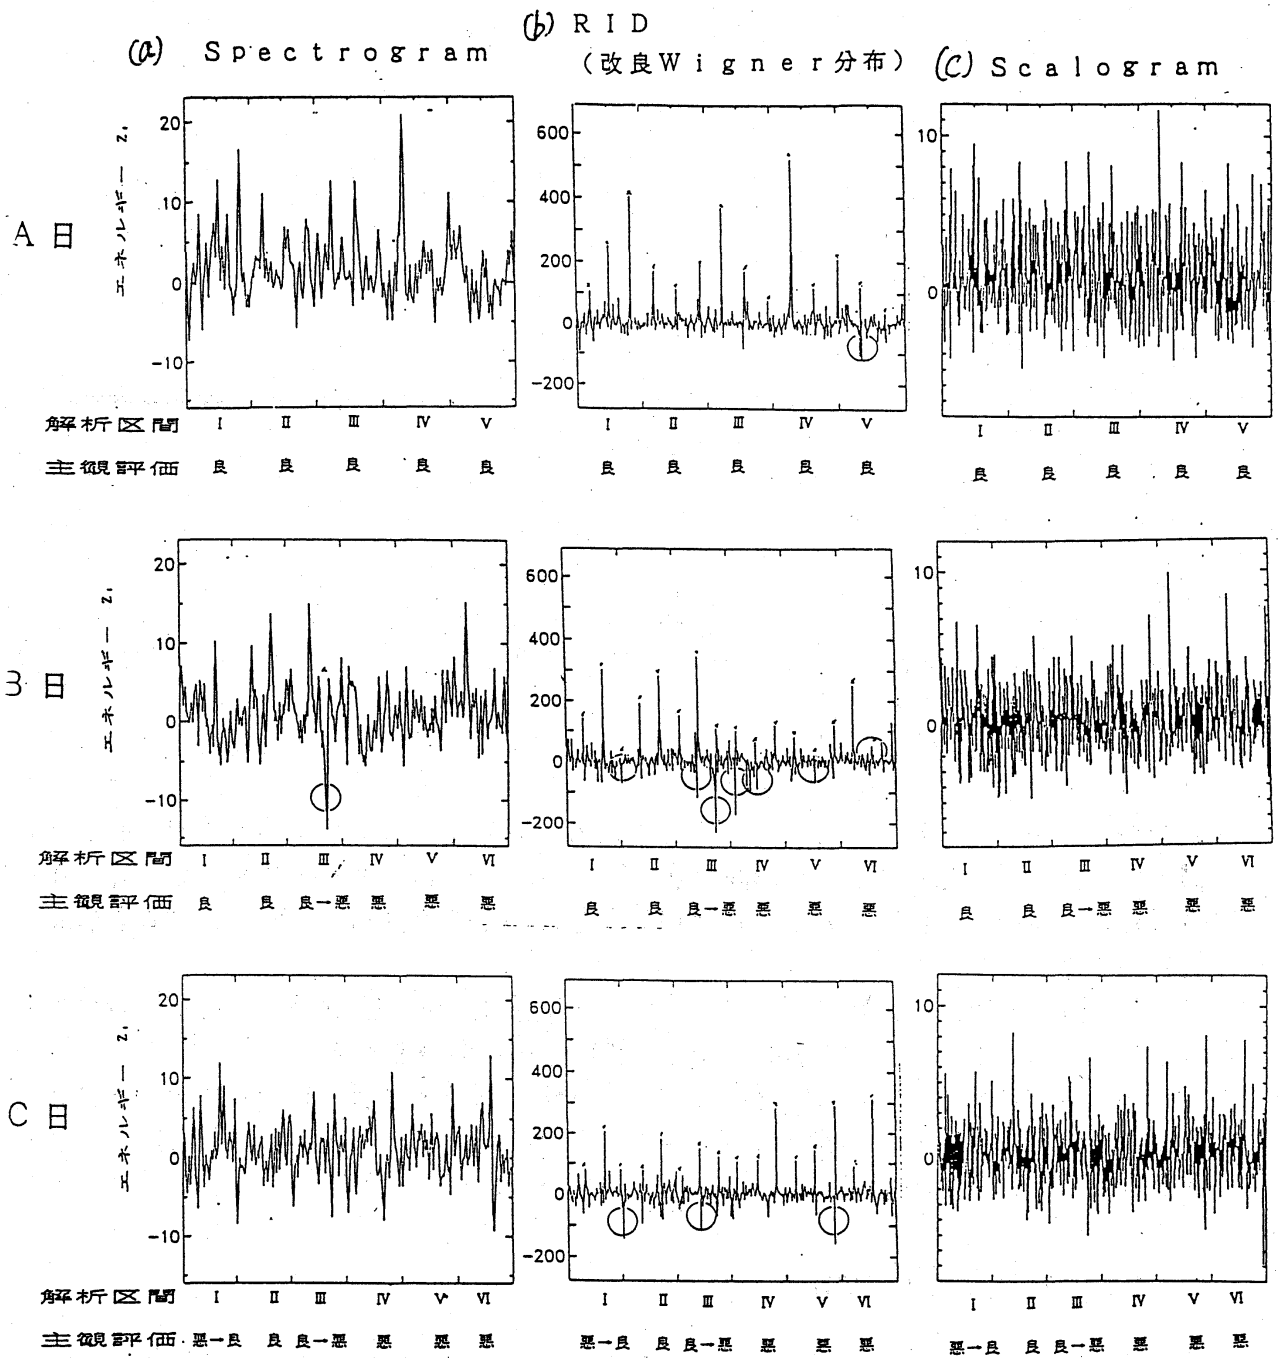 (a) Spectrogram
(b) RID
(改良Wigner分布)
(c) Scalogram
A日
エネルギー z₁
20
10
0
-10
600
400
200
0
-200
10
0
解析区間 I II III IV V
I II III IV V
I II III IV V
主観評価 良 良 良 良 良
良 良 良 良 良
良 良 良 良 良
B日
エネルギー z₁
20
10
0
-10
600
400
200
0
-200
10
0
解析区間 I II III IV V VI
I II III IV V VI
I II III IV V VI
主観評価 良 良 良→悪 悪 悪 悪
良 良 良→悪 悪 悪 悪
良 良 良→悪 悪 悪 悪
C日
エネルギー z₁
20
10
0
-10
600
400
200
0
-200
10
0
解析区間 I II III IV V VI
I II III IV V VI
I II III IV V VI
主観評価 悪→良 良 良→悪 悪 悪 悪
悪→良 良 良→悪 悪 悪 悪
悪→良 良 良→悪 悪 悪 悪